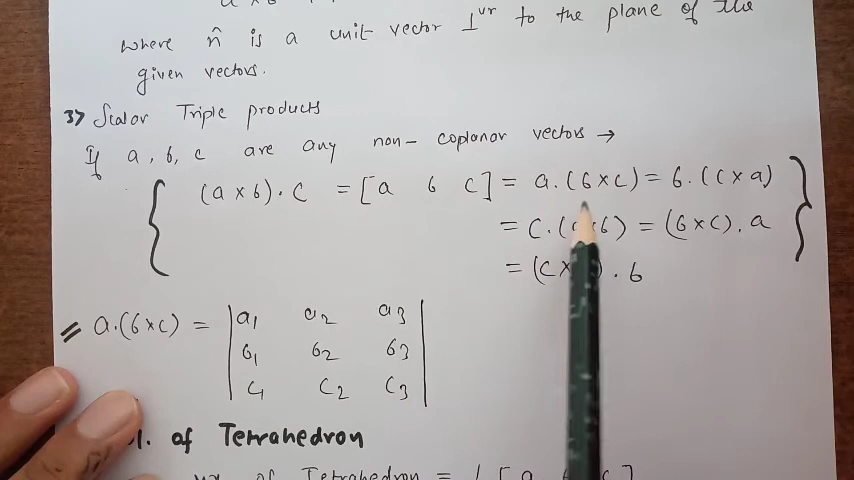 where n̂ is a unit vector ⊥ur to the plane of the
given vectors.
3> Scalar Triple products
If a, b, c are any non-coplanar vectors →
(a × b) . c = [a b c] = a.(b×c) = b.(c×a)
= c.(a×b) = (b×c).a
= (c× ) . b
a.(b×c) = | a1 a2 a3 |
| b1 b2 b3 |
| c1 c2 c3 |
of Tetrahedron
of Tetrahedron =